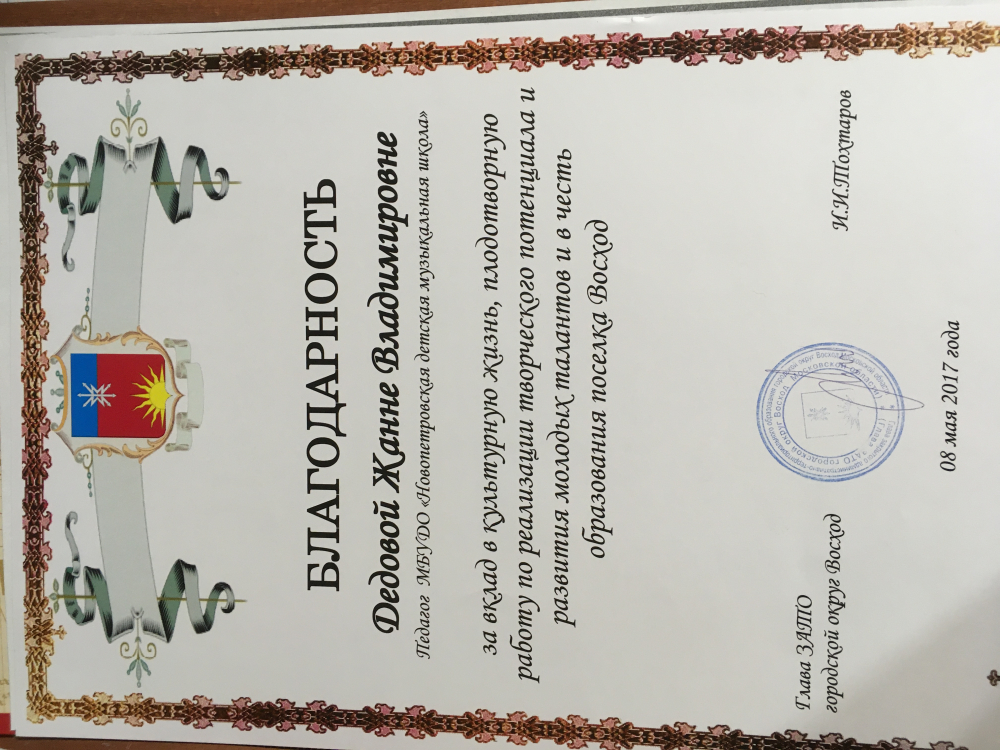 БЛАГОДАРНОСТЬ
Дедовой Жанне Владимировне
Педагог МБУДО «Новопетровская детская музыкальная школа»
за вклад в культурную жизнь, плодотворную
работу по реализации творческого потенциала и
развития молодых талантов и в честь
образования поселка Восход
Глава ЗАТО
городской округ Восход
И.И.Тохтаров
08 мая 2017 года